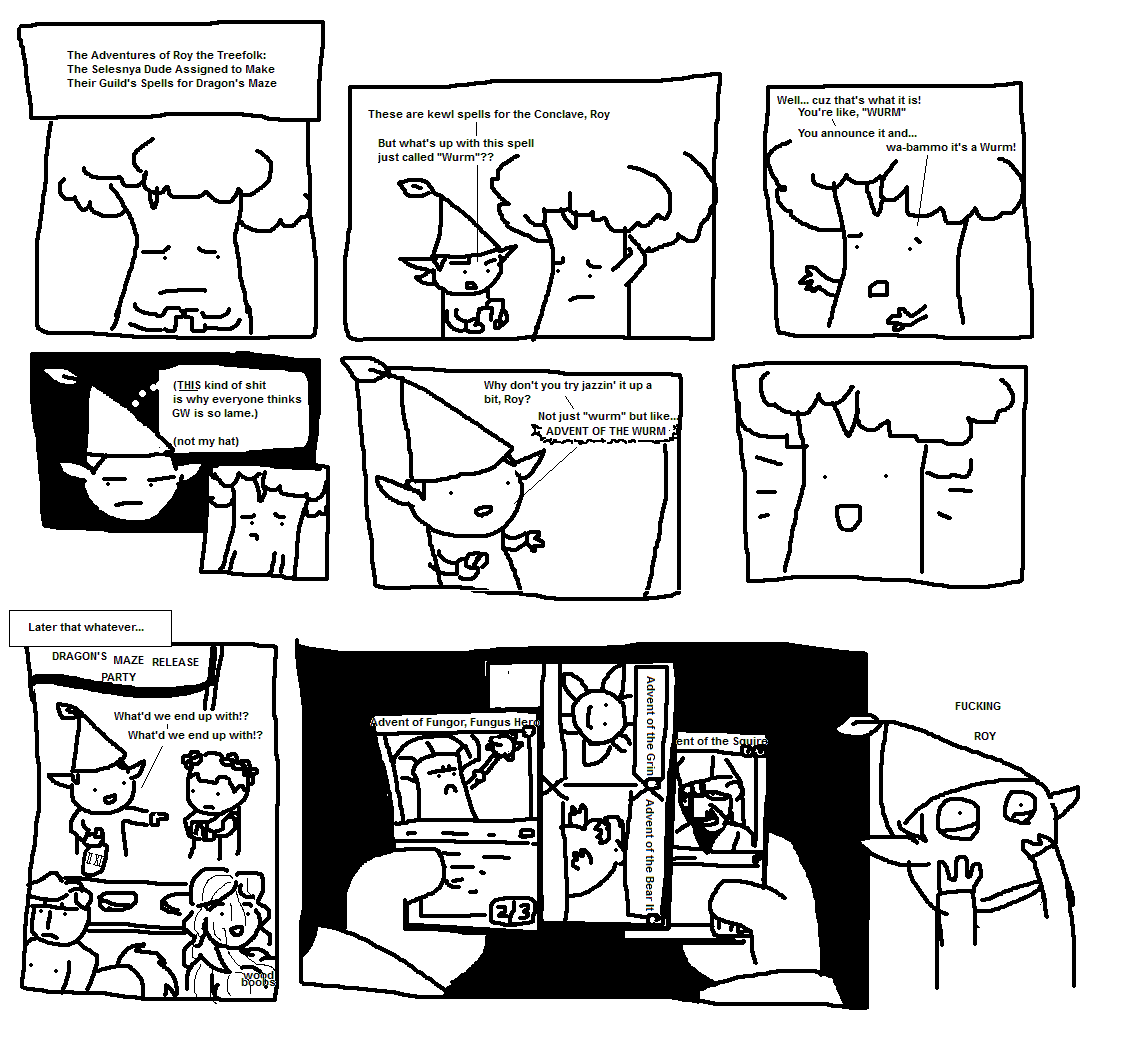 The Adventures of Roy the Treefolk:
The Selesnya Dude Assigned to Make
Their Guild's Spells for Dragon's Maze
These are kewl spells for the Conclave, Roy
But what's up with this spell
just called "Wurm"??
Well... cuz that's what it is!
You're like, "WURM"
You announce it and...
wa-bammo it's a Wurm!
(THIS kind of shit
is why everyone thinks
GW is so lame.)
(not my hat)
Why don't you try jazzin' it up a
bit, Roy?
Not just "wurm" but like...
ADVENT OF THE WURM
Later that whatever...
DRAGON'S MAZE RELEASE
PARTY
What'd we end up with!?
What'd we end up with!?
wood
boobs
Advent of Fungor, Fungus Hero
2/3
Advent of the Grin
Advent of the Bear It
ent of the Squire
FUCKING
ROY